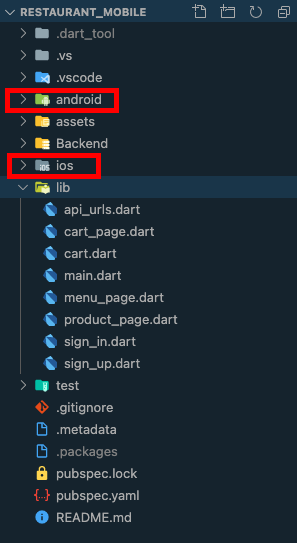 RESTAURANT_MOBILE
.dart_tool
.vs
.vscode
android
assets
Backend
iOS ios
lib
api_urls.dart
cart_page.dart
cart.dart
main.dart
menu_page.dart
product_page.dart
sign_in.dart
sign_up.dart
test
.gitignore
.metadata
.packages
pubspec.lock
pubspec.yaml
README.md